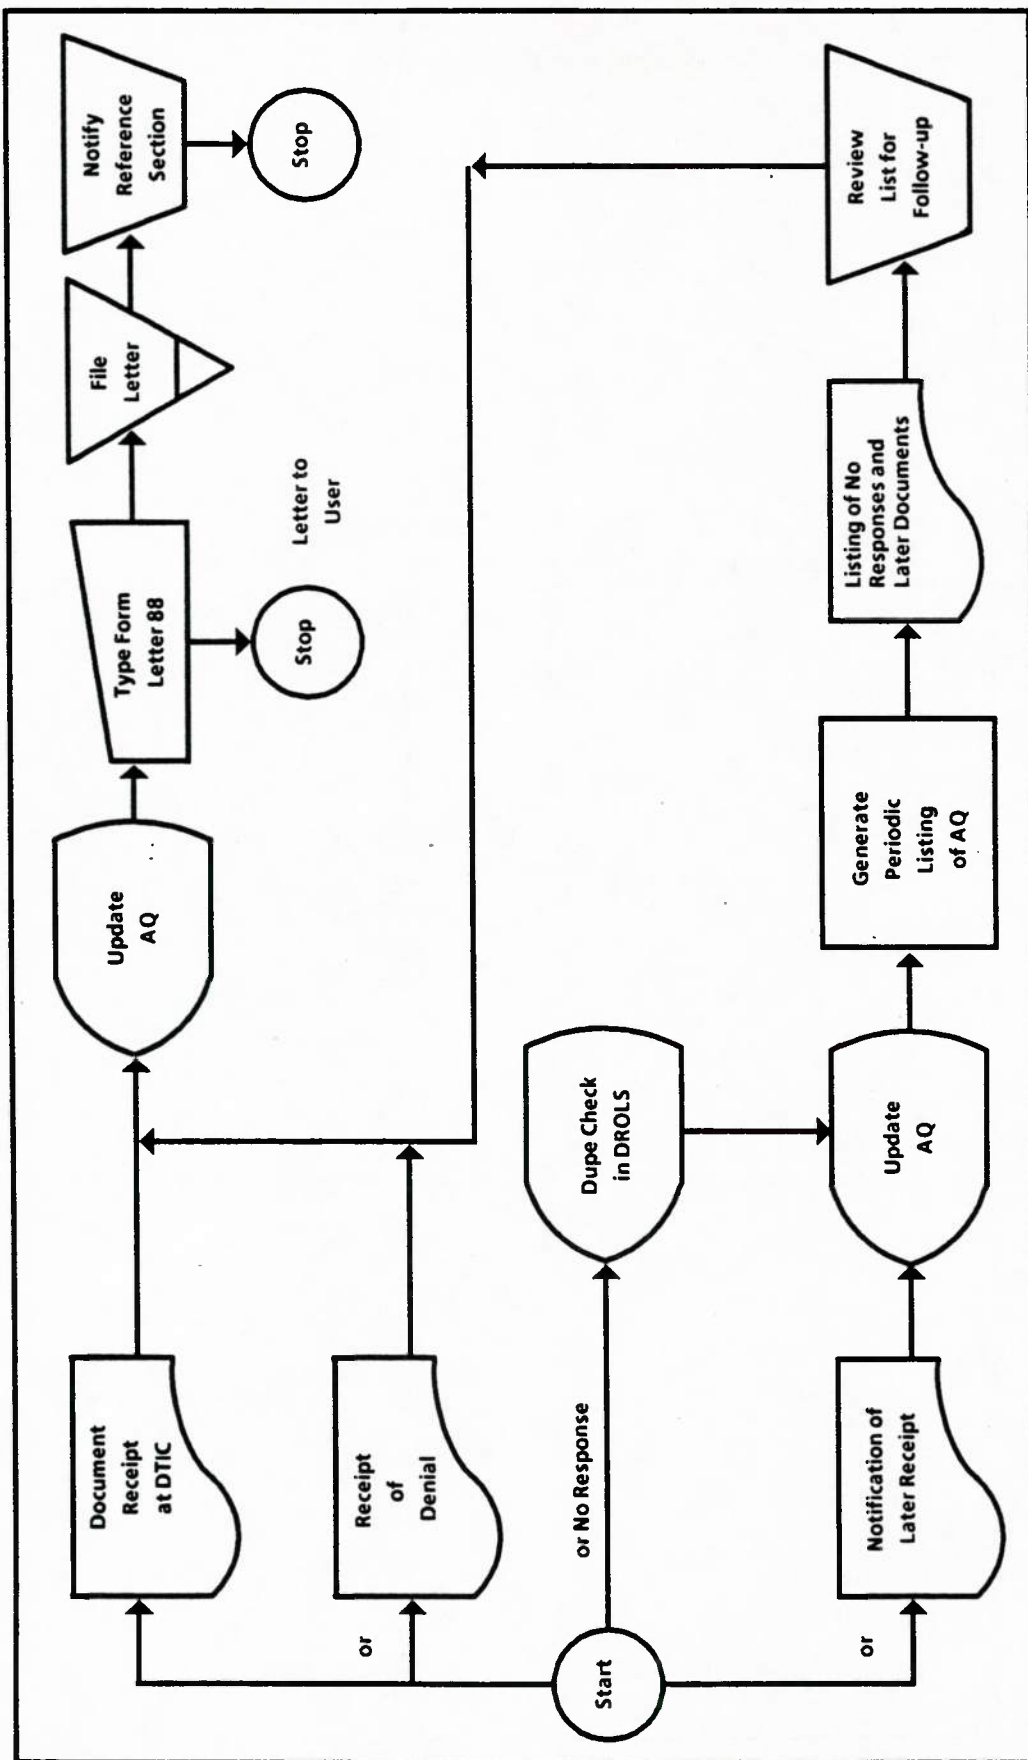 Start
or
or
or No Response
Document
Receipt
at DTIC
Receipt
of
Denial
Notification of
Later Receipt
Dupe Check
in DROLS
Update
AQ
Update
AQ
Type Form
Letter 88
Stop
Letter to
User
File
Letter
Notify
Reference
Section
Stop
Generate
Periodic
Listing
of AQ
Listing of No
Responses and
Later Documents
Review
List for
Follow-up